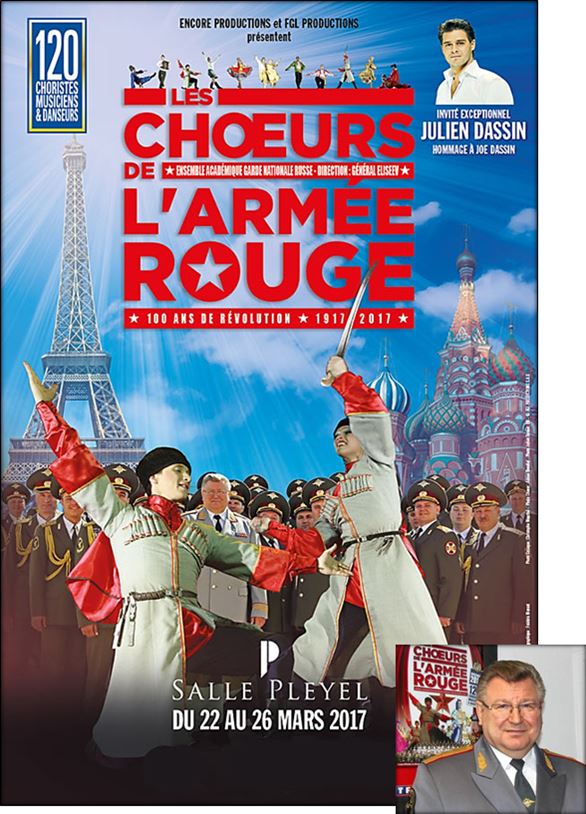 ENCORE PRODUCTIONS et FGL PRODUCTIONS
présentent
120
CHORISTES
MUSICIENS
& DANSEURS
INVITÉ EXCEPTIONNEL
JULIEN DASSIN
HOMMAGE À JOE DASSIN
LES
CHŒURS
DE ★ ENSEMBLE ACADÉMIQUE GARDE NATIONALE RUSSE - DIRECTION : GÉNÉRAL ELISEEV ★
L'ARMÉE
ROUGE
★ 100 ANS DE RÉVOLUTION ★ 1917 ★ 2017 ★
SALLE PLEYEL
DU 22 AU 26 MARS 2017
CHŒURS
L'ARMÉE
ROUGE
TF